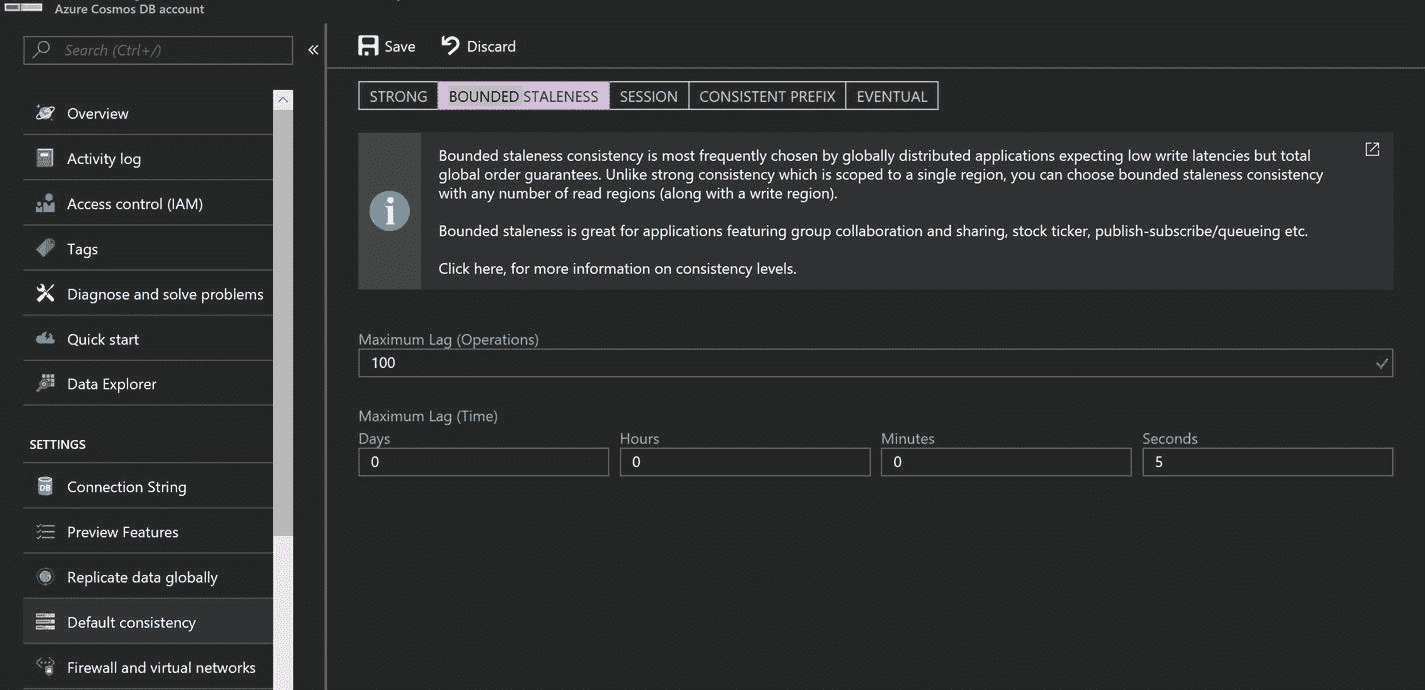 Azure Cosmos DB account
Search (Ctrl+/)
«
Overview
Activity log
Access control (IAM)
Tags
Diagnose and solve problems
Quick start
Data Explorer
SETTINGS
DB
Connection String
Preview Features
Replicate data globally
Default consistency
Firewall and virtual networks
Save Discard
STRONG BOUNDED STALENESS SESSION CONSISTENT PREFIX EVENTUAL
i
Bounded staleness consistency is most frequently chosen by globally distributed applications expecting low write latencies but total
global order guarantees. Unlike strong consistency which is scoped to a single region, you can choose bounded staleness consistency
with any number of read regions (along with a write region).
Bounded staleness is great for applications featuring group collaboration and sharing, stock ticker, publish-subscribe/queueing etc.
Click here, for more information on consistency levels.
Maximum Lag (Operations)
100
Maximum Lag (Time)
Days Hours Minutes Seconds
0 0 0 5